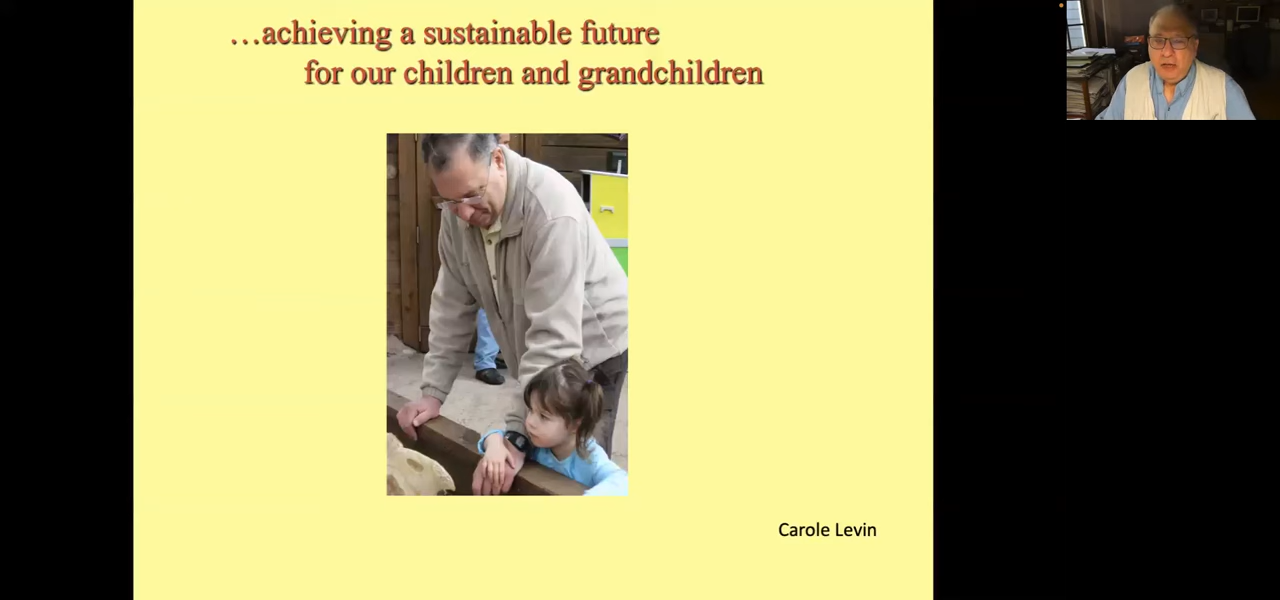 …achieving a sustainable future
for our children and grandchildren
Carole Levin